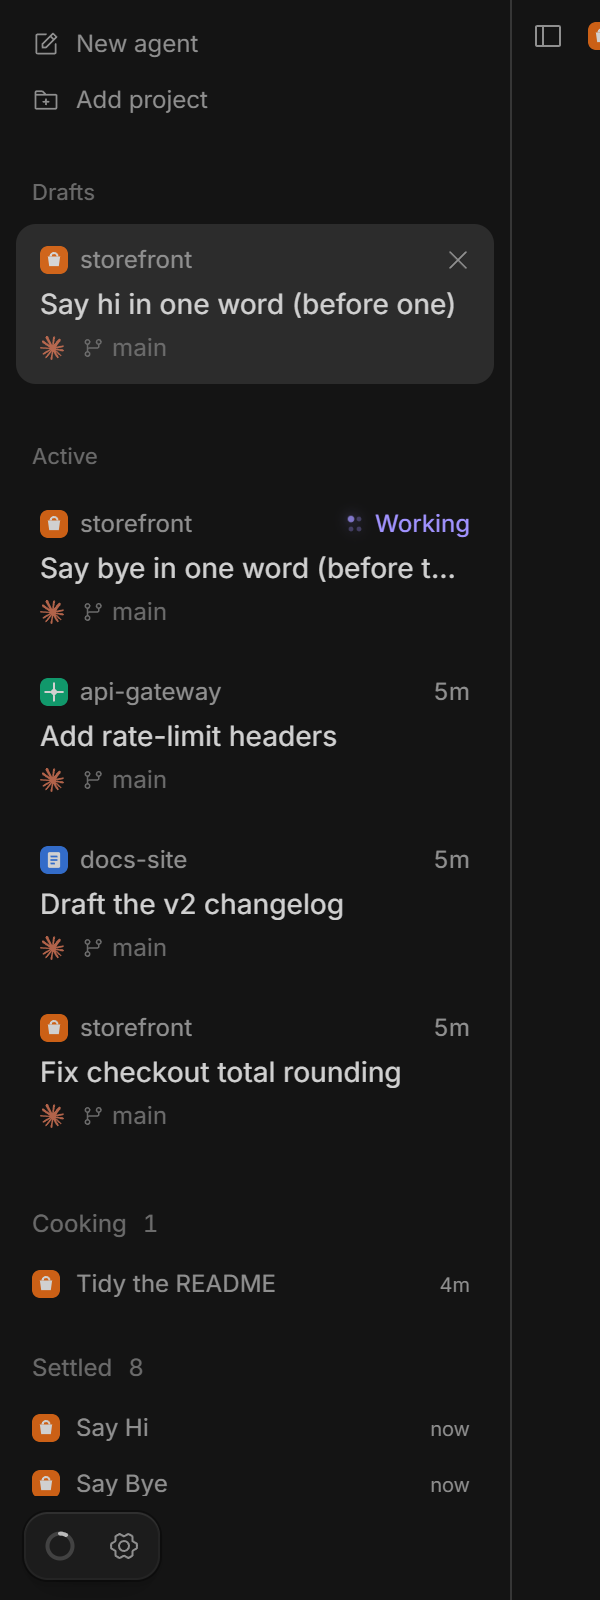 New agent
Add project
Drafts
storefront
Say hi in one word (before one)
main
Active
storefront Working
Say bye in one word (before t...
main
api-gateway 5m
Add rate-limit headers
main
docs-site 5m
Draft the v2 changelog
main
storefront 5m
Fix checkout total rounding
main
Cooking 1
Tidy the README 4m
Settled 8
Say Hi now
Say Bye now